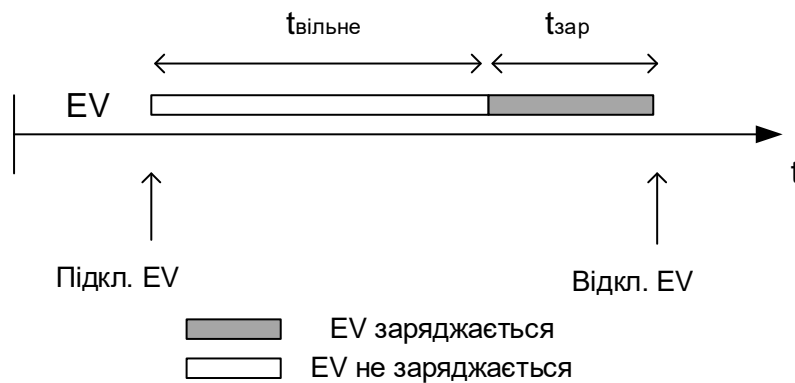 tвільне
tзар
EV
t
Підкл. EV
Відкл. EV
EV заряджається
EV не заряджається